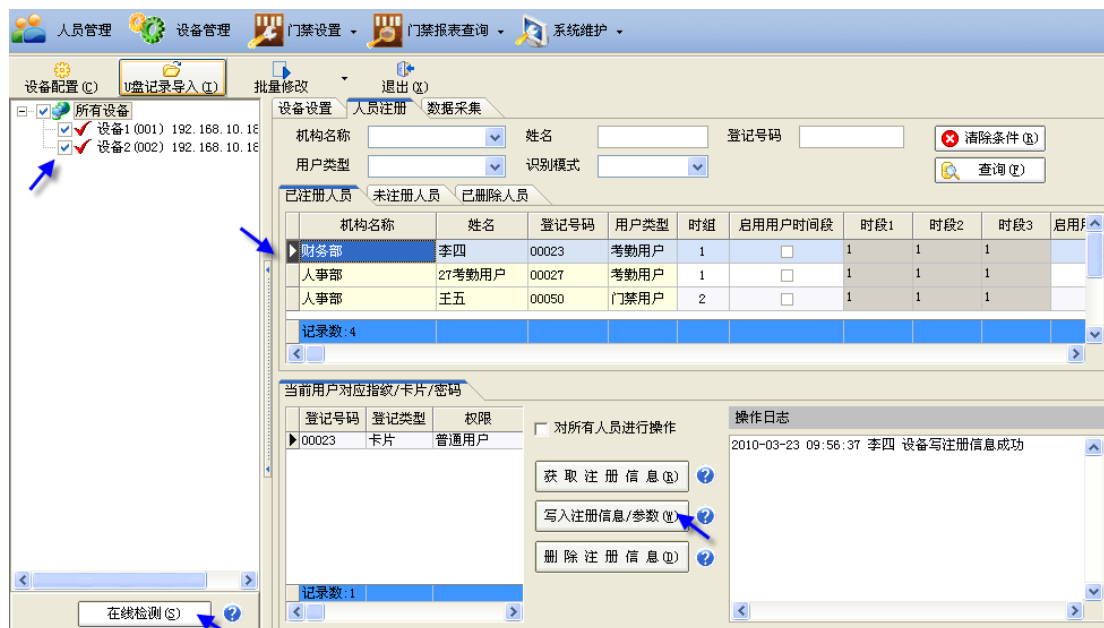 人员管理 设备管理 门禁设置 门禁报表查询 系统维护
设备配置(C) U盘记录导入(I) 批量修改 退出(X)
所有设备
设备1(001) 192.168.10.18
设备2(002) 192.168.10.18
设备设置 人员注册 数据采集
机构名称 姓名 登记号码 清除条件(R)
用户类型 识别模式 查询(F)
已注册人员 未注册人员 已删除人员
机构名称 姓名 登记号码 用户类型 时组 启用用户时间段 时段1 时段2 时段3 启用
财务部 李四 00023 考勤用户 1 1 1 1
人事部 27考勤用户 00027 考勤用户 1 1 1 1
人事部 王五 00050 门禁用户 2 1 1 1
记录数:4
当前用户对应指纹/卡片/密码
登记号码 登记类型 权限
00023 卡片 普通用户
记录数:1
对所有人员进行操作
获取注册信息(R)
写入注册信息/参数(W)
删除注册信息(D)
操作日志
2010-03-23 09:56:37 李四 设备写注册信息成功
在线检测(S)